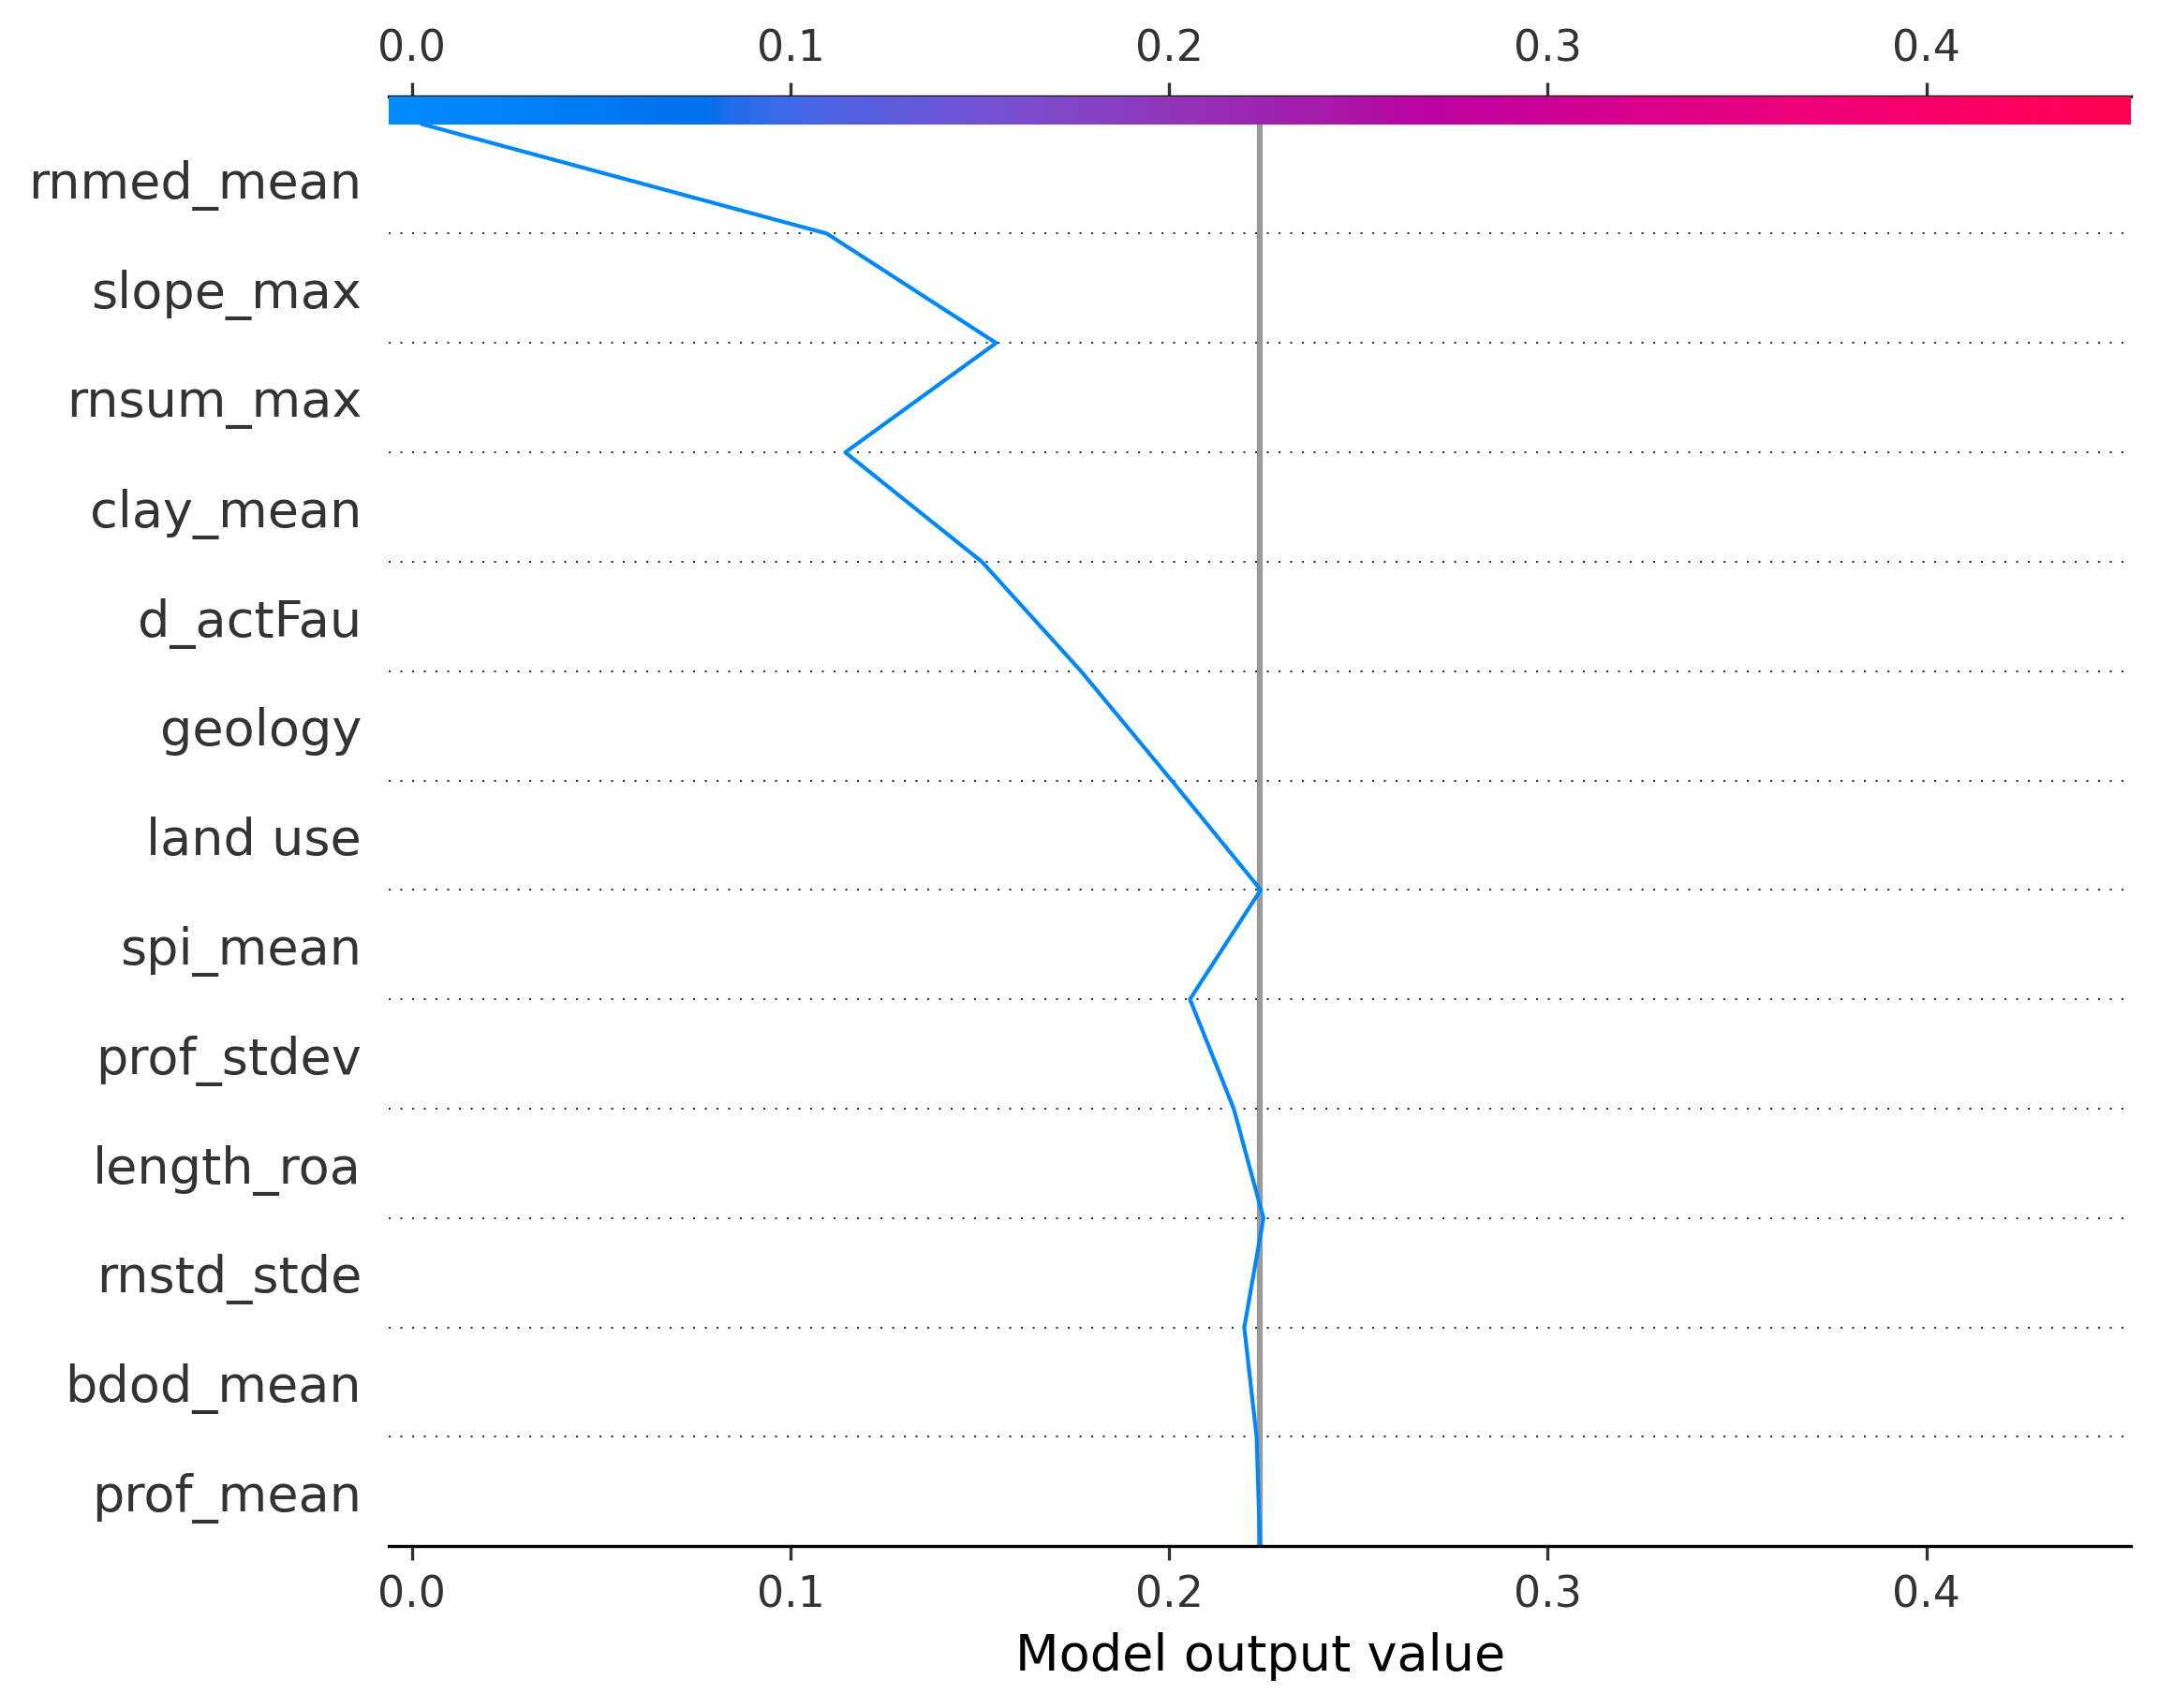 0.0 0.1 0.2 0.3 0.4
rnmed_mean
slope_max
rnsum_max
clay_mean
d_actFau
geology
land use
spi_mean
prof_stdev
length_roa
rnstd_stde
bdod_mean
prof_mean
0.0 0.1 0.2 0.3 0.4
Model output value